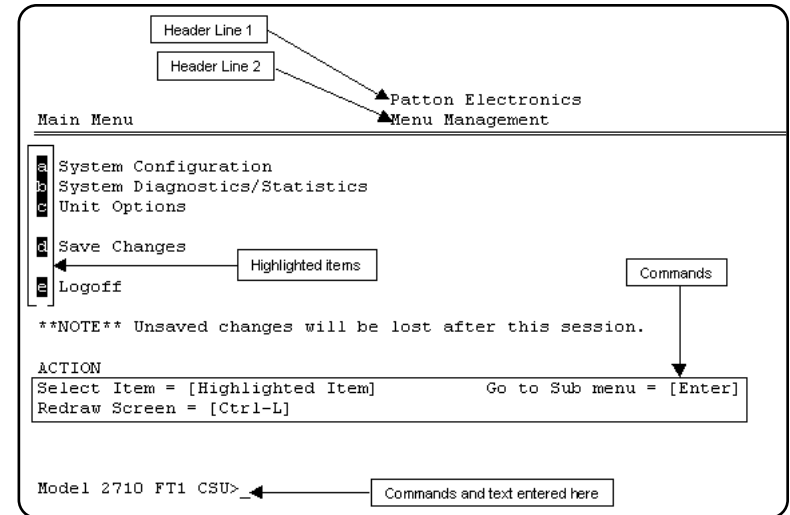 Header Line 1
Header Line 2
Patton Electronics
Main Menu Menu Management
a System Configuration
b System Diagnostics/Statistics
c Unit Options
d Save Changes
Highlighted items
Commands
e Logoff
**NOTE** Unsaved changes will be lost after this session.
ACTION
Select Item = [Highlighted Item] Go to Sub menu = [Enter]
Redraw Screen = [Ctrl-L]
Model 2710 FT1 CSU>_
Commands and text entered here